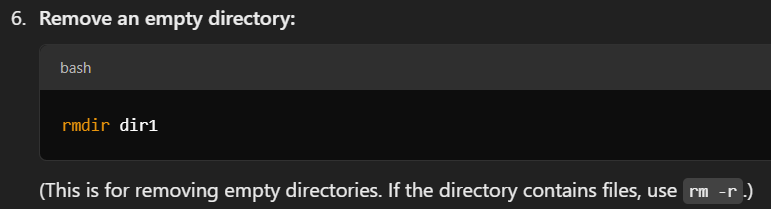 6. Remove an empty directory:
bash
rmdir dir1
(This is for removing empty directories. If the directory contains files, use rm -r.)